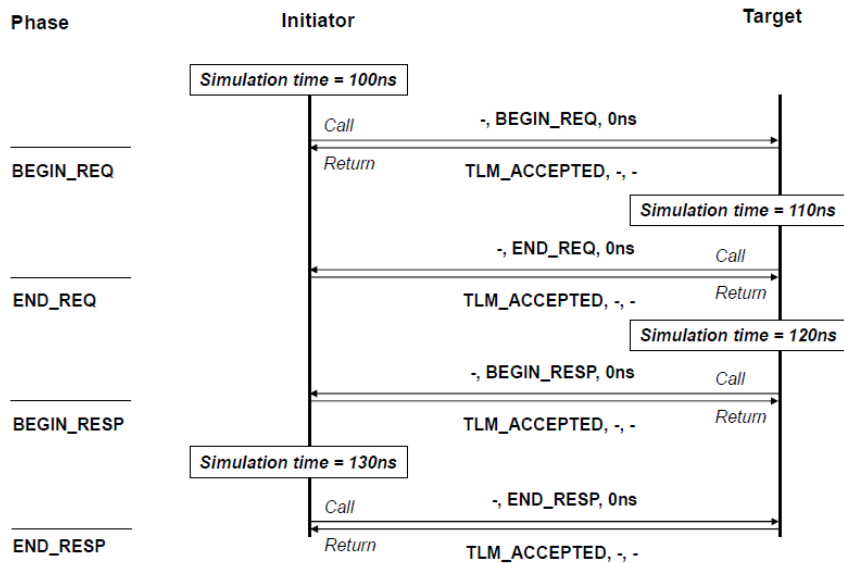 Phase Initiator Target
Simulation time = 100ns
-, BEGIN_REQ, 0ns
Call
Return
BEGIN_REQ
TLM_ACCEPTED, -, -
Simulation time = 110ns
-, END_REQ, 0ns
Call
Return
END_REQ
TLM_ACCEPTED, -, -
Simulation time = 120ns
-, BEGIN_RESP, 0ns
Call
Return
BEGIN_RESP
TLM_ACCEPTED, -, -
Simulation time = 130ns
-, END_RESP, 0ns
Call
Return
END_RESP
TLM_ACCEPTED, -, -